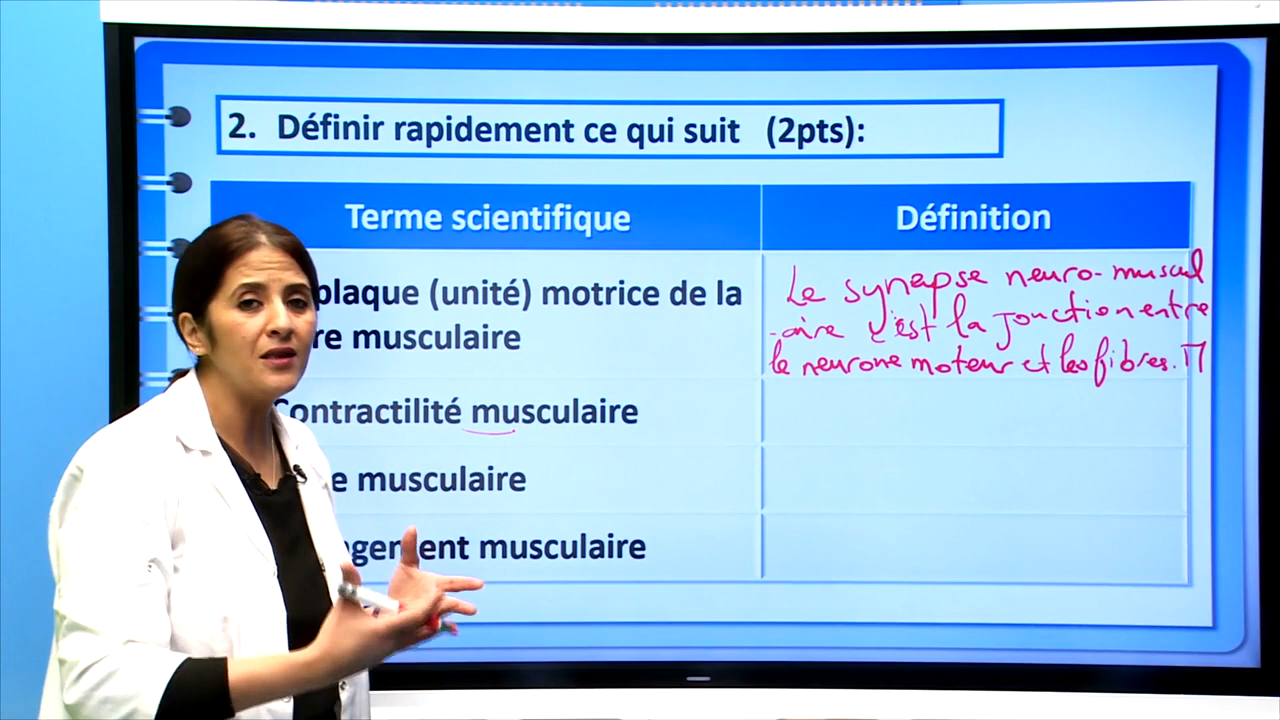 2. Définir rapidement ce qui suit (2pts):
Terme scientifique
Définition
plaque (unité) motrice de la
re musculaire
Le synapse neuro-muscul
-aire c'est la jonction entre
le neurone moteur et les fibres. Π
Contractilité musculaire
e musculaire
gement musculaire